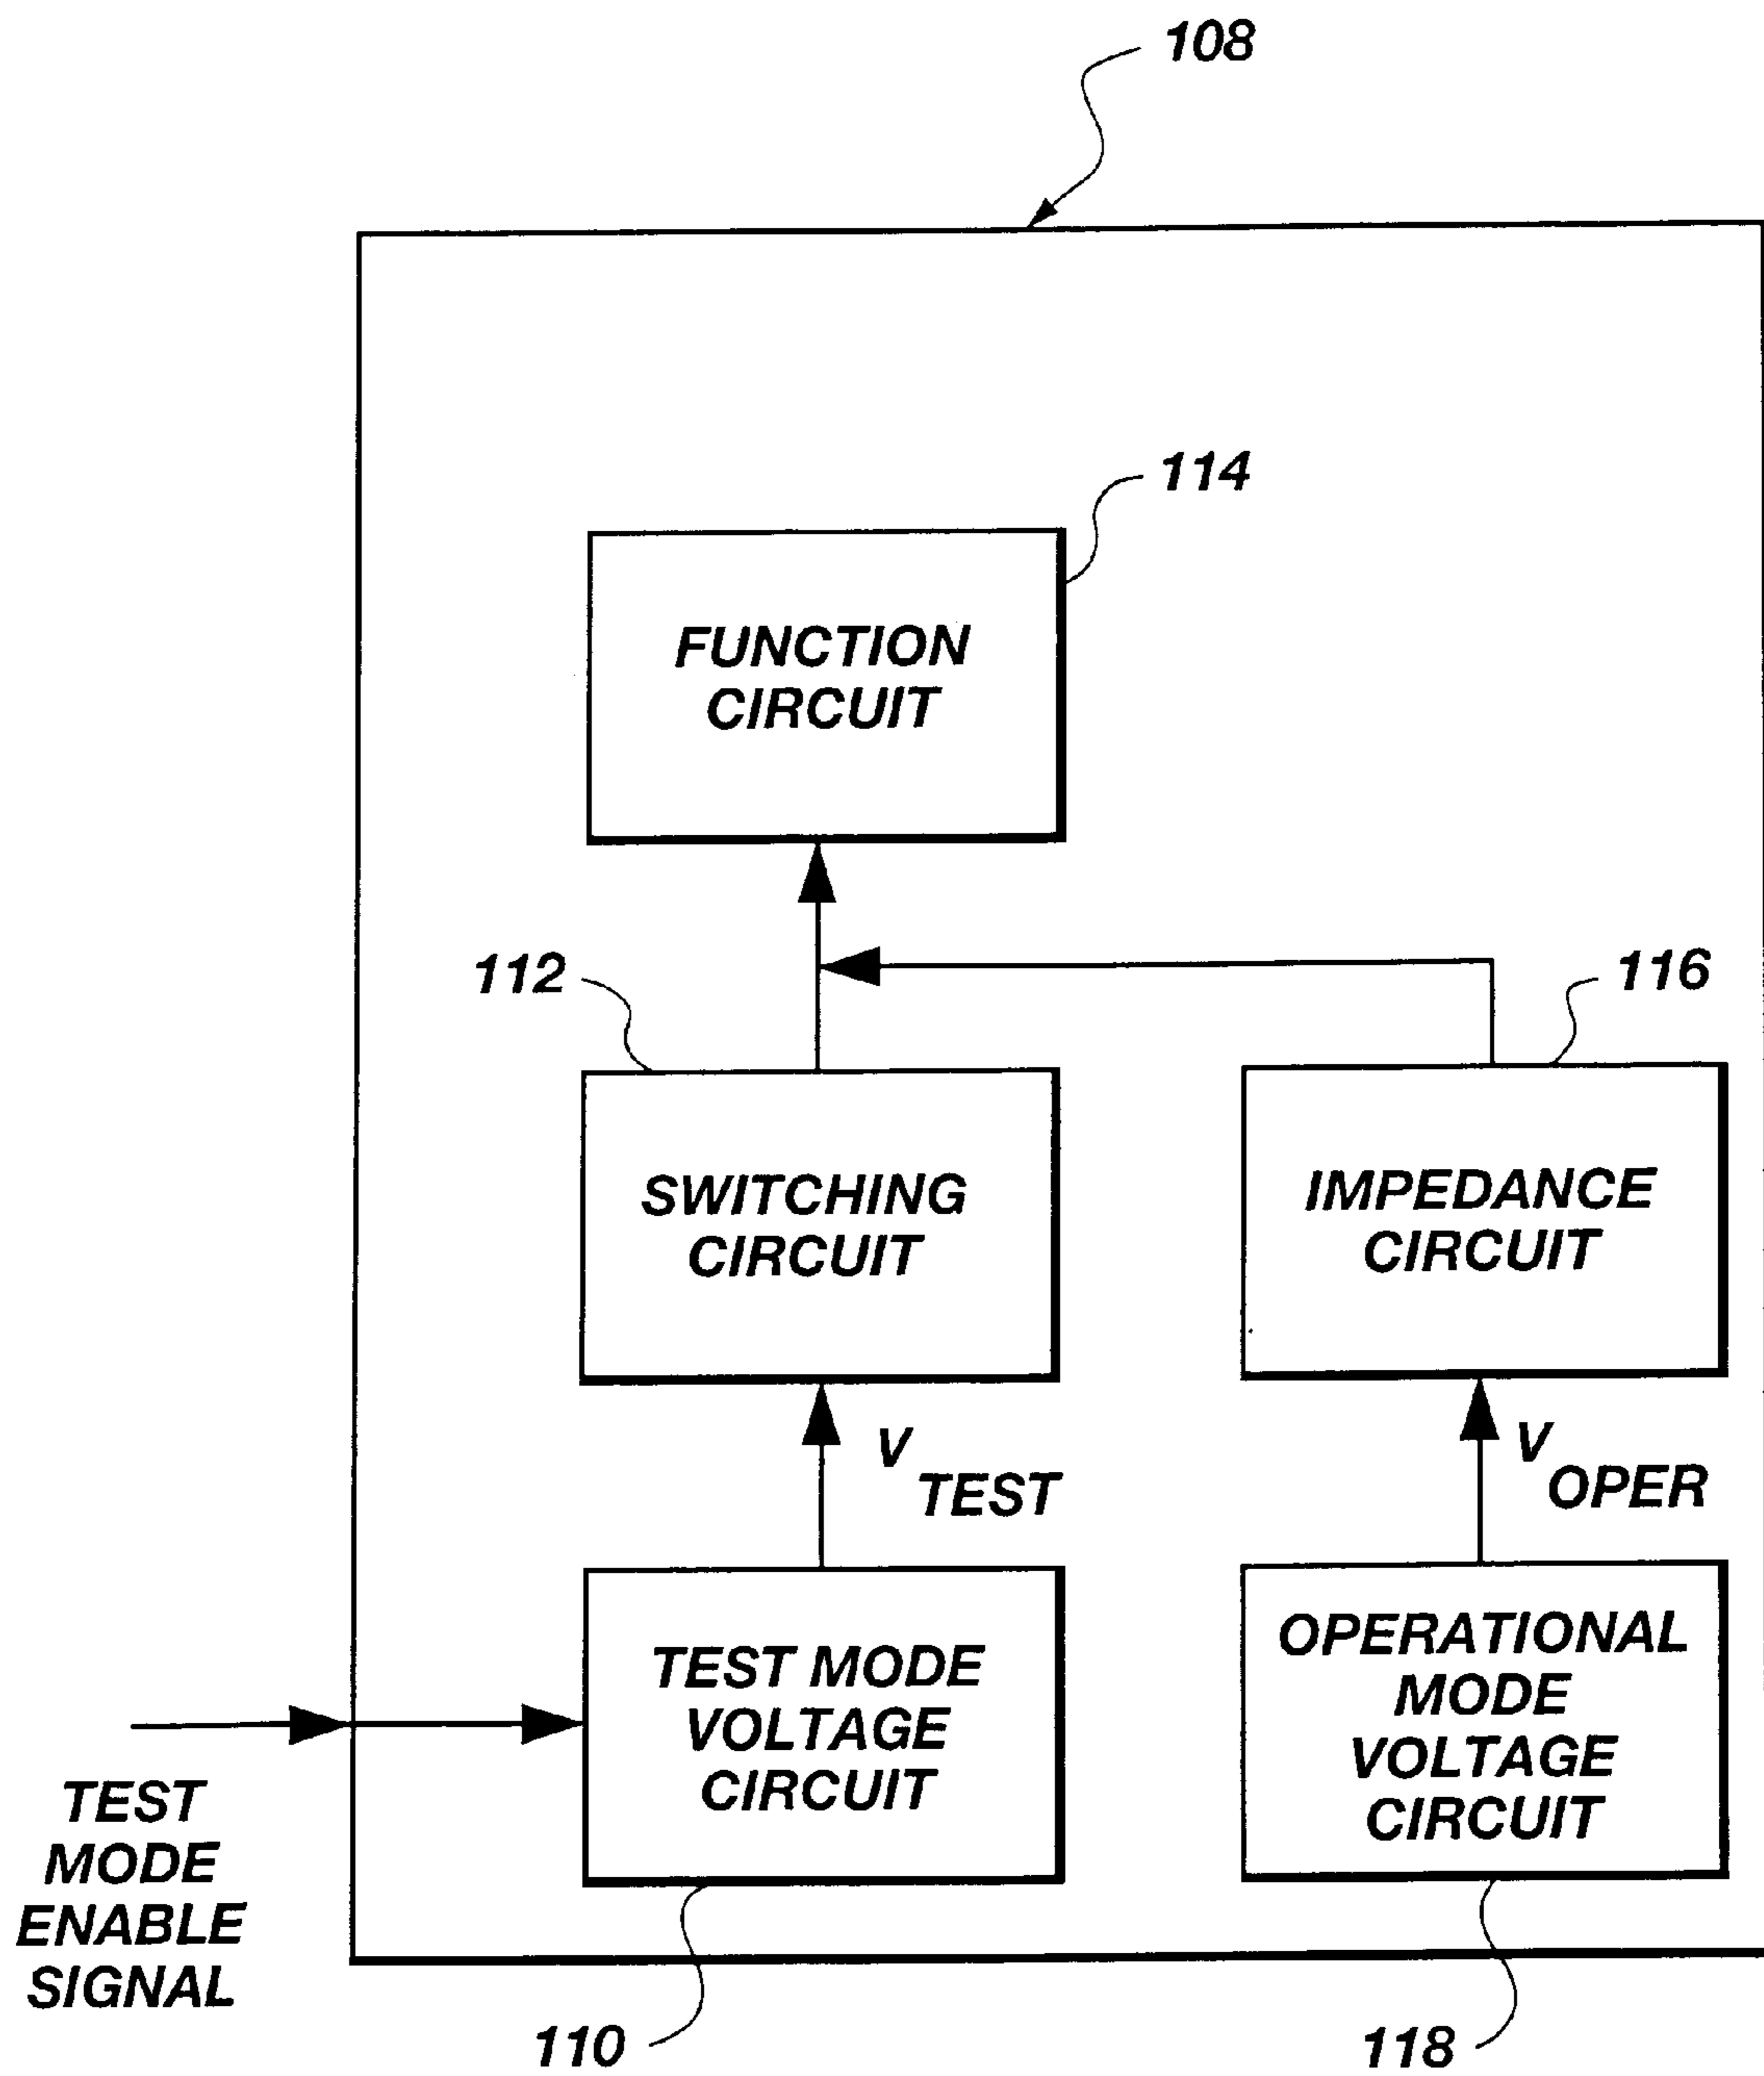 108
114
FUNCTION
CIRCUIT
112
116
SWITCHING
CIRCUIT
IMPEDANCE
CIRCUIT
V TEST
V OPER
TEST MODE
VOLTAGE
CIRCUIT
OPERATIONAL
MODE
VOLTAGE
CIRCUIT
TEST
MODE
ENABLE
SIGNAL
110
118